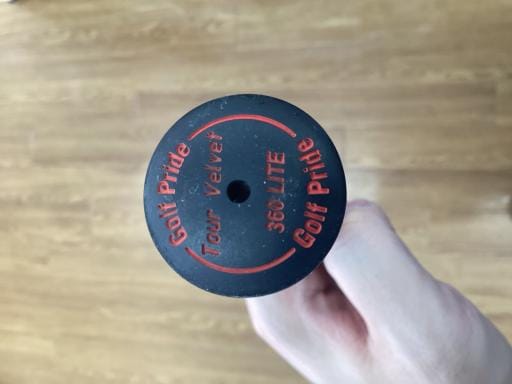 Golf Pride
Tour Velvet
360 LITE
Golf Pride